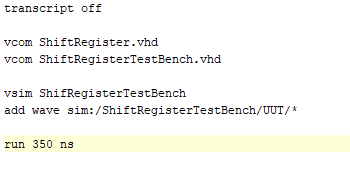 transcript off
vcom ShiftRegister.vhd
vcom ShiftRegisterTestBench.vhd
vsim ShifRegisterTestBench
add wave sim:/ShiftRegisterTestBench/UUT/*
run 350 ns